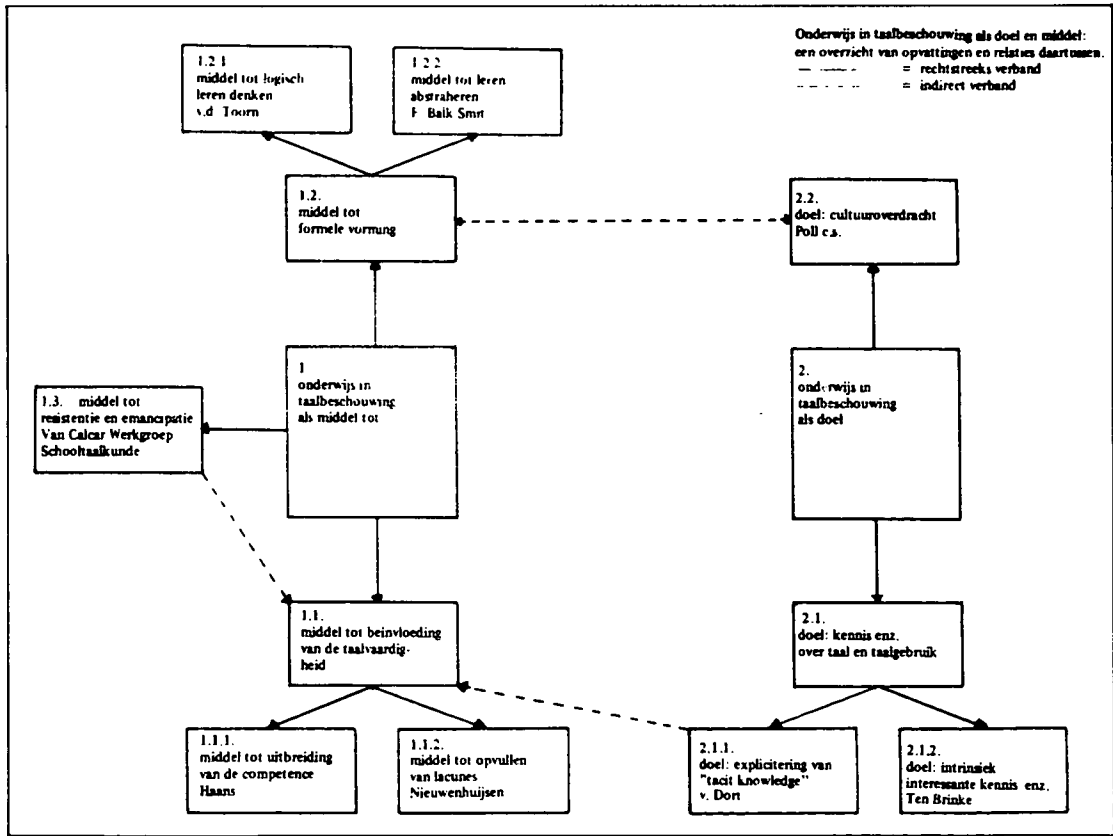 Onderwijs in taalbeschouwing als doel en middel:
een overzicht van opvattingen en relaties daartussen.
= rechtstreeks verband
= indirect verband
1.2.1
middel tot logisch
leren denken
v.d. Toorn
1.2.2
middel tot leren
abstraheren
F. Balk Smit
1.2.
middel tot
formele vorming
2.2.
doel: cultuuroverdracht
Poll c.s.
1.3. middel tot
resistentie en emancipatie
Van Calcar Werkgroep
Schooltaalkunde
1
onderwijs in
taalbeschouwing
als middel tot
2.
onderwijs in
taalbeschouwing
als doel
1.1.
middel tot beinvloeding
van de taalvaardig-
heid
2.1.
doel: kennis enz.
over taal en taalgebruik
1.1.1.
middel tot uitbreiding
van de competence
Haans
1.1.2.
middel tot opvullen
van lacunes
Nieuwenhuijsen
2.1.1.
doel: explicitering van
"tacit knowledge"
v. Dort
2.1.2.
doel: intrinsiek
interessante kennis enz.
Ten Brinke